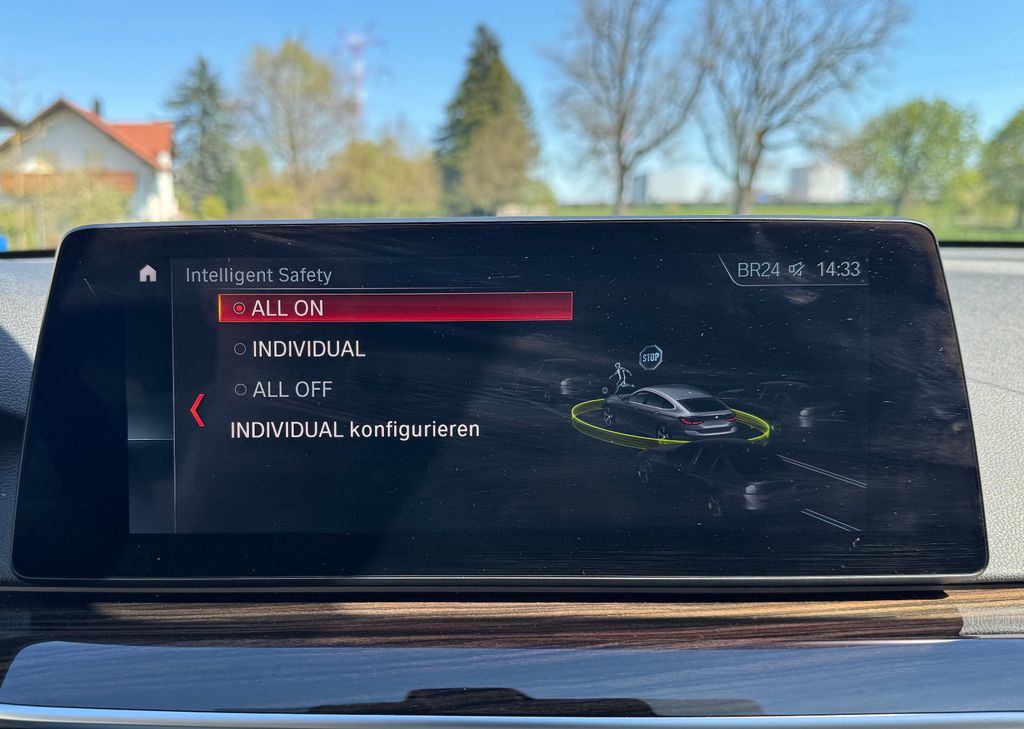 Intelligent Safety
BR24 14:33
ALL ON
INDIVIDUAL
ALL OFF
INDIVIDUAL konfigurieren
STOP